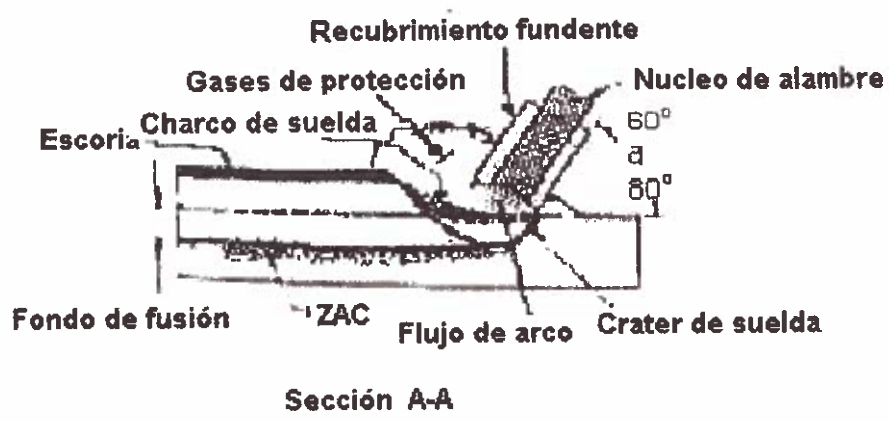 Recubrimiento fundente
Gases de protección
Nucleo de alambre
Charco de suelda
Escoria
60°
a
80°
Fondo de fusión
ZAC
Flujo de arco
Crater de suelda
Sección A-A